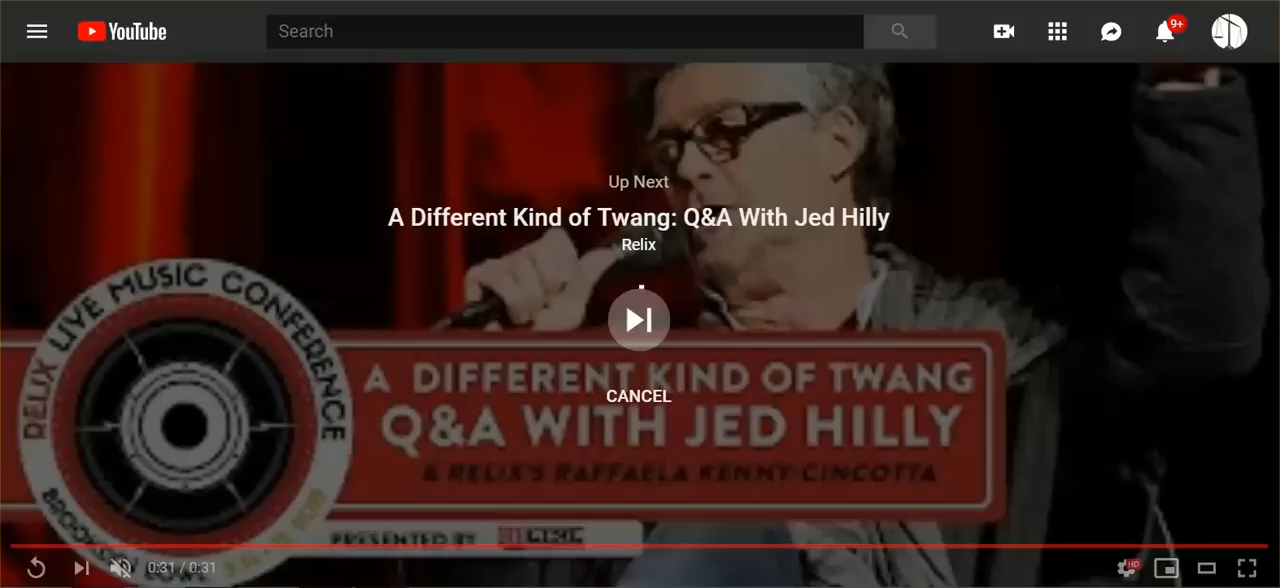 YouTube
Search
9+
Up Next
A Different Kind of Twang: Q&A With Jed Hilly
Relix
CANCEL
RELIX LIVE MUSIC CONFERENCE
A DIFFERENT KIND OF TWANG
Q&A WITH JED HILLY
& RELIX'S RAFFAELA KENNY-CINCOTTA
PRESENTED BY
0:31 / 0:31
HD